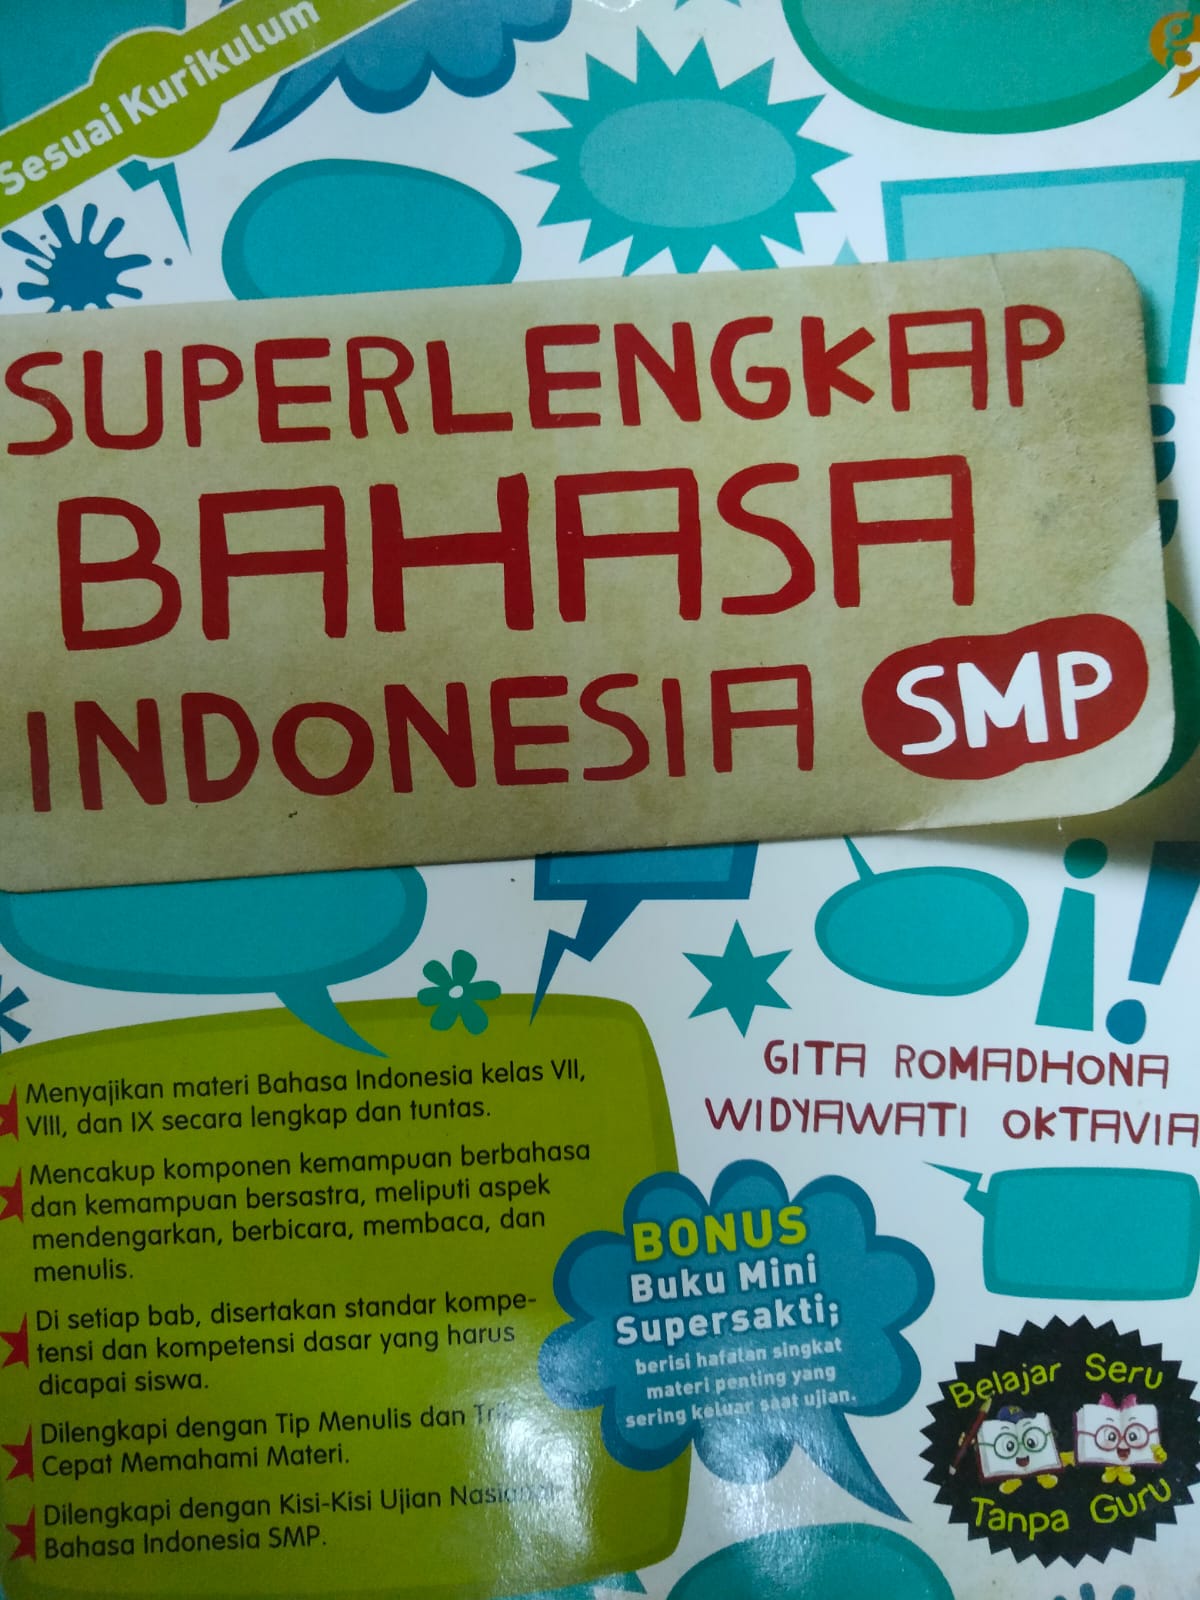 Sesuai Kurikulum
SUPERLENGKAP
BAHASA
INDONESIA SMP
GITA ROMADHONA
WIDYAWATI OKTAVIA
Menyajikan materi Bahasa Indonesia kelas VII,
VIII, dan IX secara lengkap dan tuntas.
Mencakup komponen kemampuan berbahasa
dan kemampuan bersastra, meliputi aspek
mendengarkan, berbicara, membaca, dan
menulis.
Di setiap bab, disertakan standar kompe-
tensi dan kompetensi dasar yang harus
dicapai siswa.
Dilengkapi dengan Tip Menulis dan
Cepat Memahami Materi.
Dilengkapi dengan Kisi-Kisi Ujian Nasional
Bahasa Indonesia SMP.
BONUS
Buku Mini
Supersakti;
berisi hafalan singkat
materi penting yang
sering keluar saat ujian.
Belajar Seru
Tanpa Guru